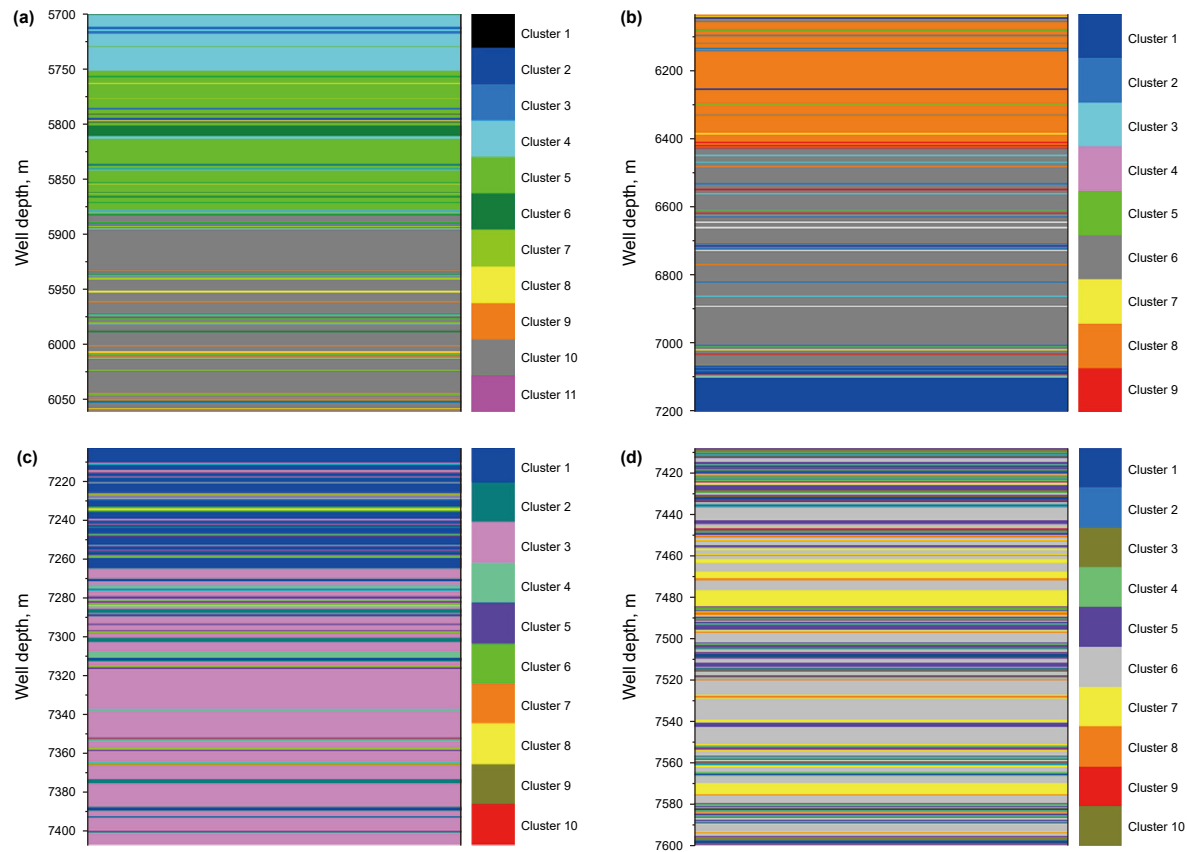 (a)
5700
5750
5800
5850
5900
5950
6000
6050
Well depth, m
Cluster 1
Cluster 2
Cluster 3
Cluster 4
Cluster 5
Cluster 6
Cluster 7
Cluster 8
Cluster 9
Cluster 10
Cluster 11
(b)
6200
6400
6600
6800
7000
7200
Well depth, m
Cluster 1
Cluster 2
Cluster 3
Cluster 4
Cluster 5
Cluster 6
Cluster 7
Cluster 8
Cluster 9
(c)
7220
7240
7260
7280
7300
7320
7340
7360
7380
7400
Well depth, m
Cluster 1
Cluster 2
Cluster 3
Cluster 4
Cluster 5
Cluster 6
Cluster 7
Cluster 8
Cluster 9
Cluster 10
(d)
7420
7440
7460
7480
7500
7520
7540
7560
7580
7600
Well depth, m
Cluster 1
Cluster 2
Cluster 3
Cluster 4
Cluster 5
Cluster 6
Cluster 7
Cluster 8
Cluster 9
Cluster 10